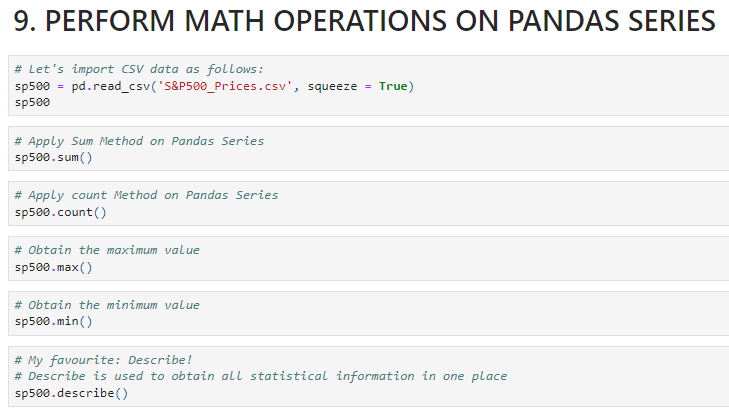 9. PERFORM MATH OPERATIONS ON PANDAS SERIES
# Let's import CSV data as follows:
sp500 = pd.read_csv('S&P500_Prices.csv', squeeze = True)
sp500
# Apply Sum Method on Pandas Series
sp500.sum()
# Apply count Method on Pandas Series
sp500.count()
# Obtain the maximum value
sp500.max()
# Obtain the minimum value
sp500.min()
# My favourite: Describe!
# Describe is used to obtain all statistical information in one place
sp500.describe()